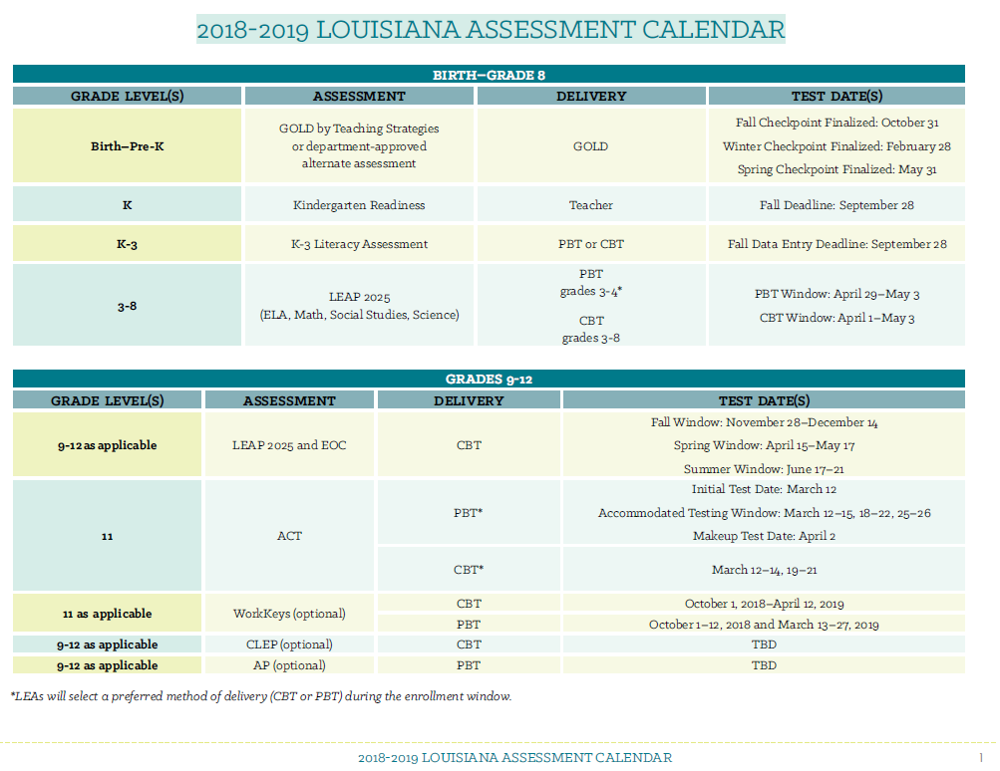 2018-2019 LOUISIANA ASSESSMENT CALENDAR
BIRTH—GRADE 8
GRADE LEVEL(S) ASSESSMENT DELIVERY TEST DATE(S)
Birth—Pre-K
GOLD by Teaching Strategies
or department-approved
alternate assessment
GOLD
Fall Checkpoint Finalized: October 31
Winter Checkpoint Finalized: February 28
Spring Checkpoint Finalized: May 31
K Kindergarten Readiness Teacher Fall Deadline: September 28
K-3 K-3 Literacy Assessment PBT or CBT Fall Data Entry Deadline: September 28
3-8
LEAP 2025
(ELA, Math, Social Studies, Science)
PBT
grades 3-4*
CBT
grades 3-8
PBT Window: April 29—May 3
CBT Window: April 1—May 3
GRADES 9-12
GRADE LEVEL(S) ASSESSMENT DELIVERY TEST DATE(S)
9-12 as applicable LEAP 2025 and EOC CBT
Fall Window: November 28–December 14
Spring Window: April 15–May 17
Summer Window: June 17–21
11 ACT
PBT*
Initial Test Date: March 12
Accommodated Testing Window: March 12–15, 18–22, 25–26
Makeup Test Date: April 2
CBT* March 12–14, 19–21
11 as applicable WorkKeys (optional)
CBT October 1, 2018–April 12, 2019
PBT October 1–12, 2018 and March 13–27, 2019
9-12 as applicable CLEP (optional) CBT TBD
9-12 as applicable AP (optional) PBT TBD
*LEAs will select a preferred method of delivery (CBT or PBT) during the enrollment window.
2018-2019 LOUISIANA ASSESSMENT CALENDAR 1